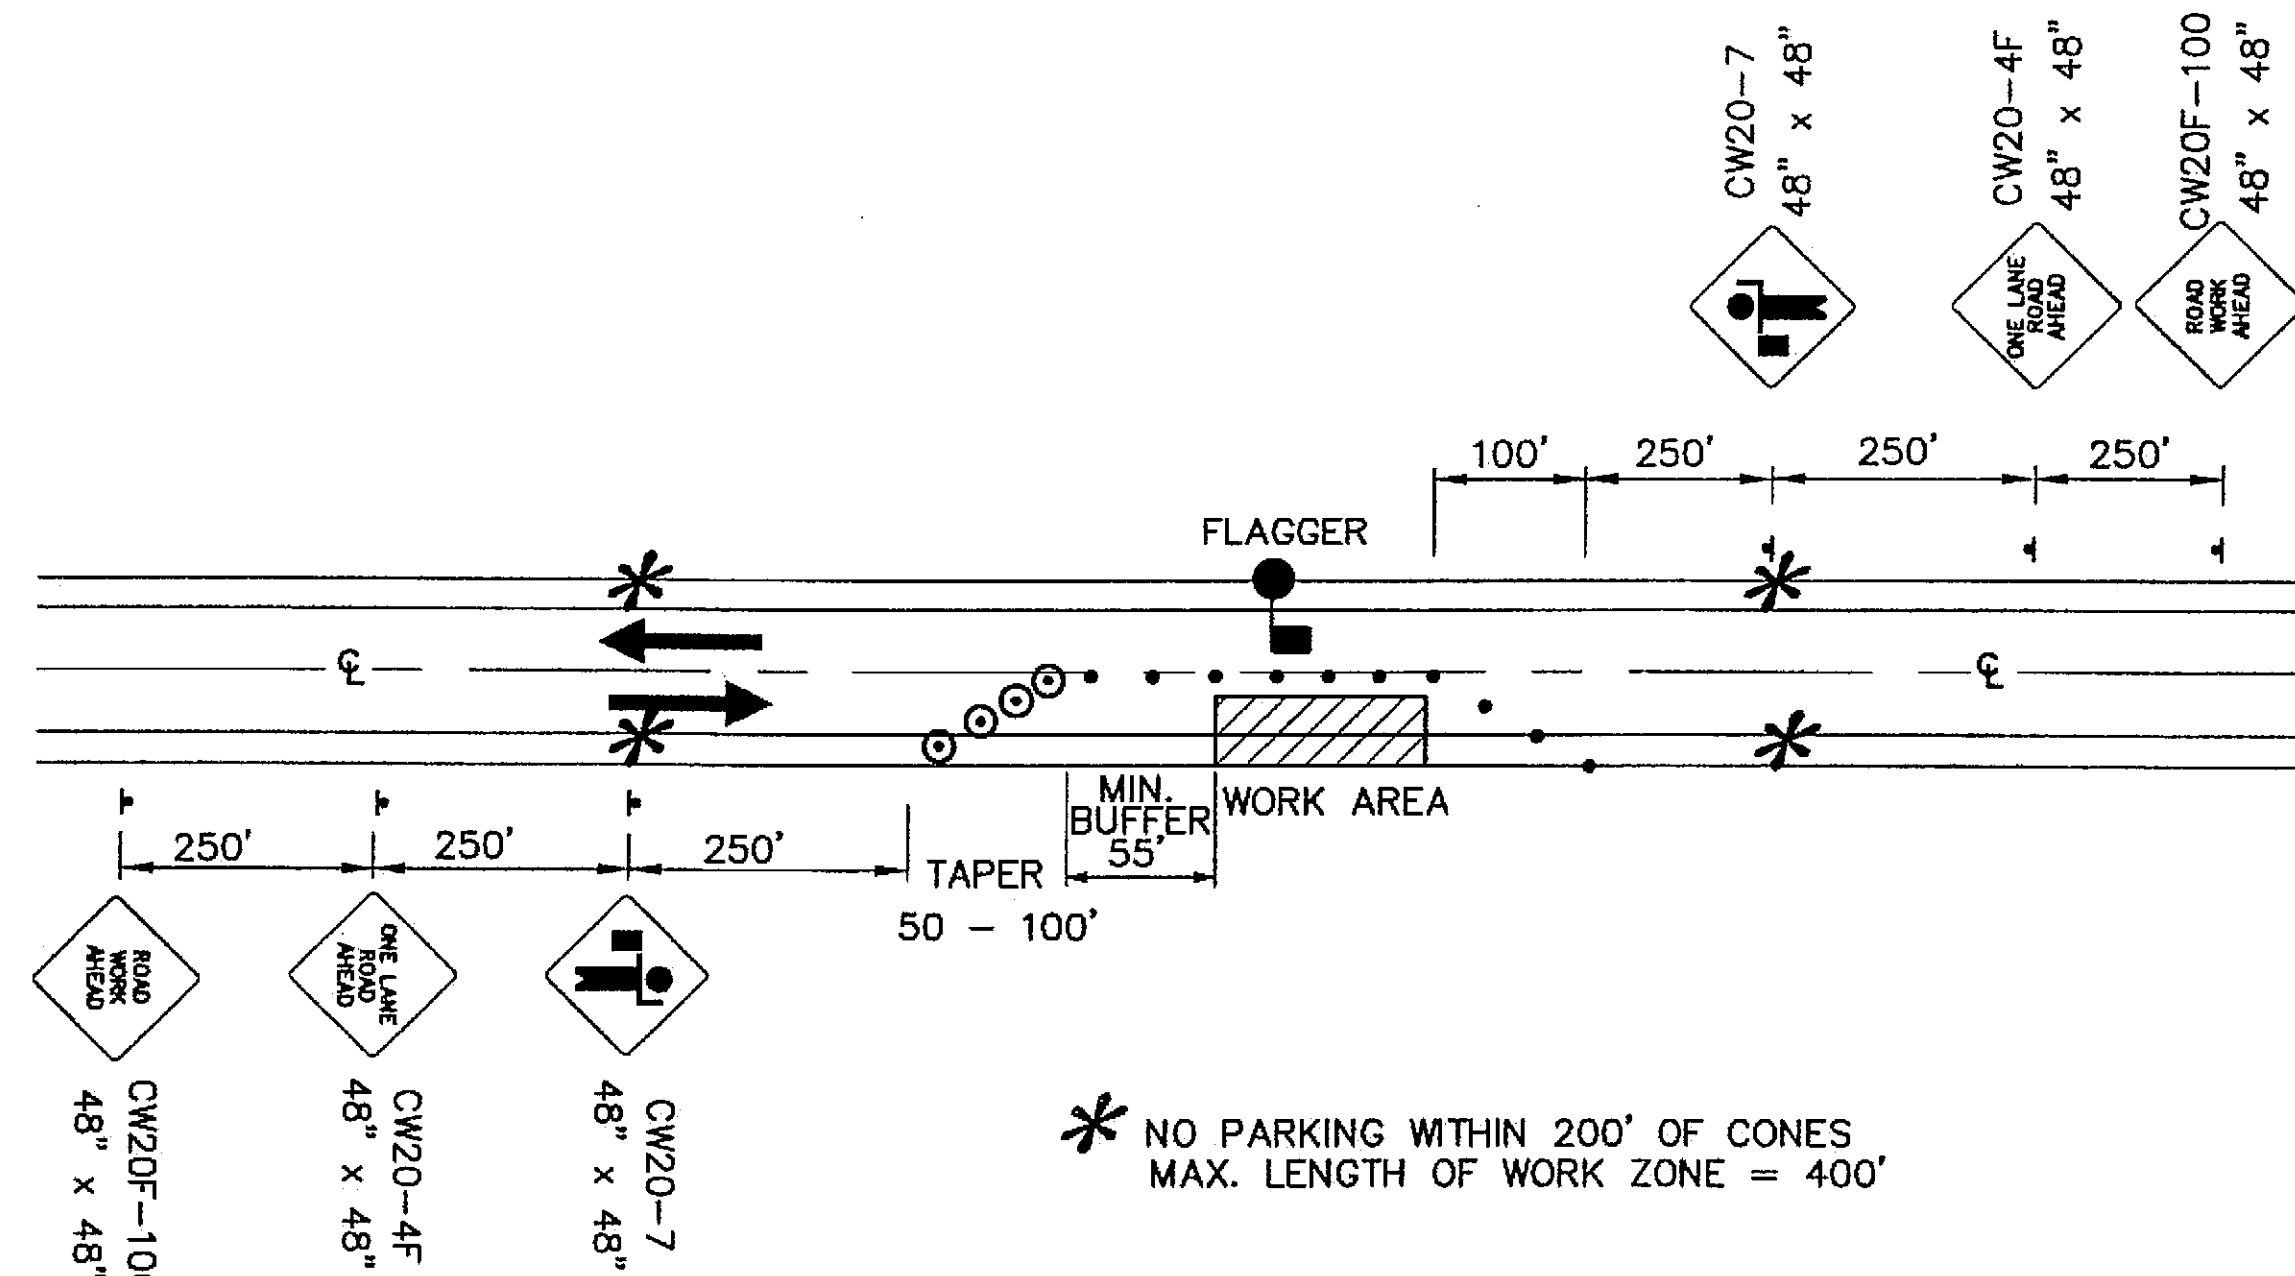 CW20-7
48" x 48"
CW20-4F
48" x 48"
CW20F-100
48" x 48"
ONE LANE
ROAD
AHEAD
ROAD
WORK
AHEAD
100'
250'
250'
250'
FLAGGER
℄
℄
MIN.
BUFFER
55'
WORK AREA
250'
250'
250'
TAPER
50 - 100'
ROAD
WORK
AHEAD
ONE LANE
ROAD
AHEAD
CW20F-10
48" x 48"
CW20-4F
48" x 48"
CW20-7
48" x 48"
* NO PARKING WITHIN 200' OF CONES
MAX. LENGTH OF WORK ZONE = 400'